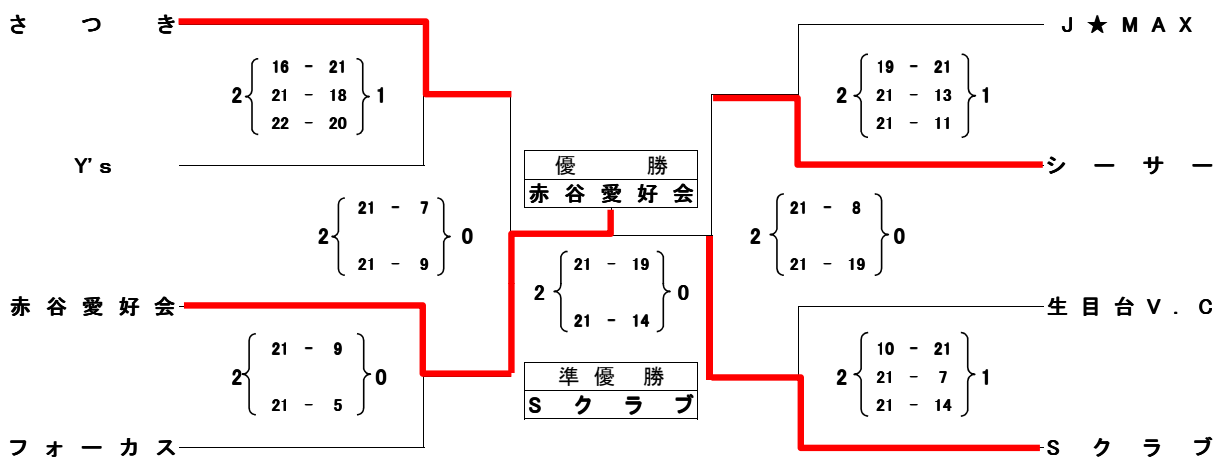 さつき
J★MAX
2 16 - 21 1
21 - 18
22 - 20
2 19 - 21 1
21 - 13
21 - 11
Y's
シーサー
優勝
赤谷愛好会
2 21 - 7 0
21 - 9
2 21 - 8 0
21 - 19
2 21 - 19 0
21 - 14
赤谷愛好会
生目台V.C
2 21 - 9 0
21 - 5
2 10 - 21 1
21 - 7
21 - 14
準優勝
Sクラブ
フォーカス
Sクラブ